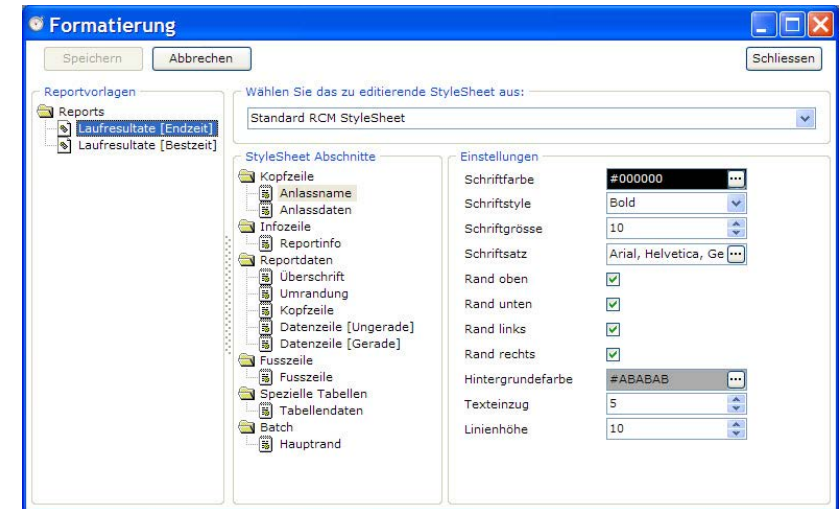 Formatierung
Speichern
Abbrechen
Schliessen
Reportvorlagen
Reports
Laufresultate [Endzeit]
Laufresultate [Bestzeit]
Wählen Sie das zu editierende StyleSheet aus:
Standard RCM StyleSheet
StyleSheet Abschnitte
Kopfzeile
Anlassname
Anlassdaten
Infozeile
Reportinfo
Reportdaten
Überschrift
Umrandung
Kopfzeile
Datenzeile [Ungerade]
Datenzeile [Gerade]
Fusszeile
Fusszeile
Spezielle Tabellen
Tabellendaten
Batch
Hauptrand
Einstellungen
Schriftfarbe #000000 ...
Schriftstyle Bold
Schriftgrösse 10
Schriftsatz Arial, Helvetica, Ge ...
Rand oben
Rand unten
Rand links
Rand rechts
Hintergrundefarbe #ABABAB ...
Texteinzug 5
Linienhöhe 10